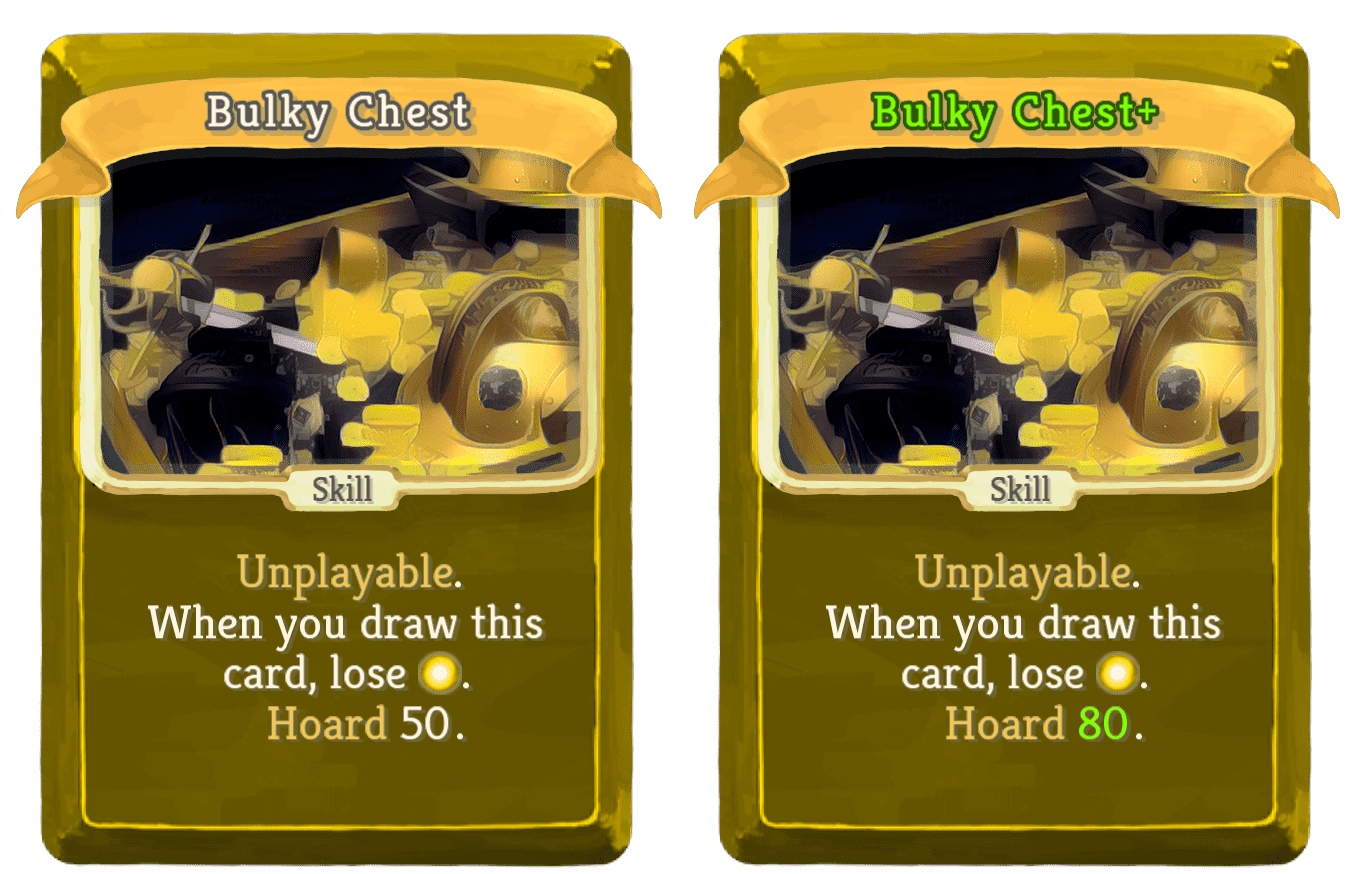 Bulky Chest
Skill
Unplayable.
When you draw this
card, lose .
Hoard 50.
Bulky Chest+
Skill
Unplayable.
When you draw this
card, lose .
Hoard 80.